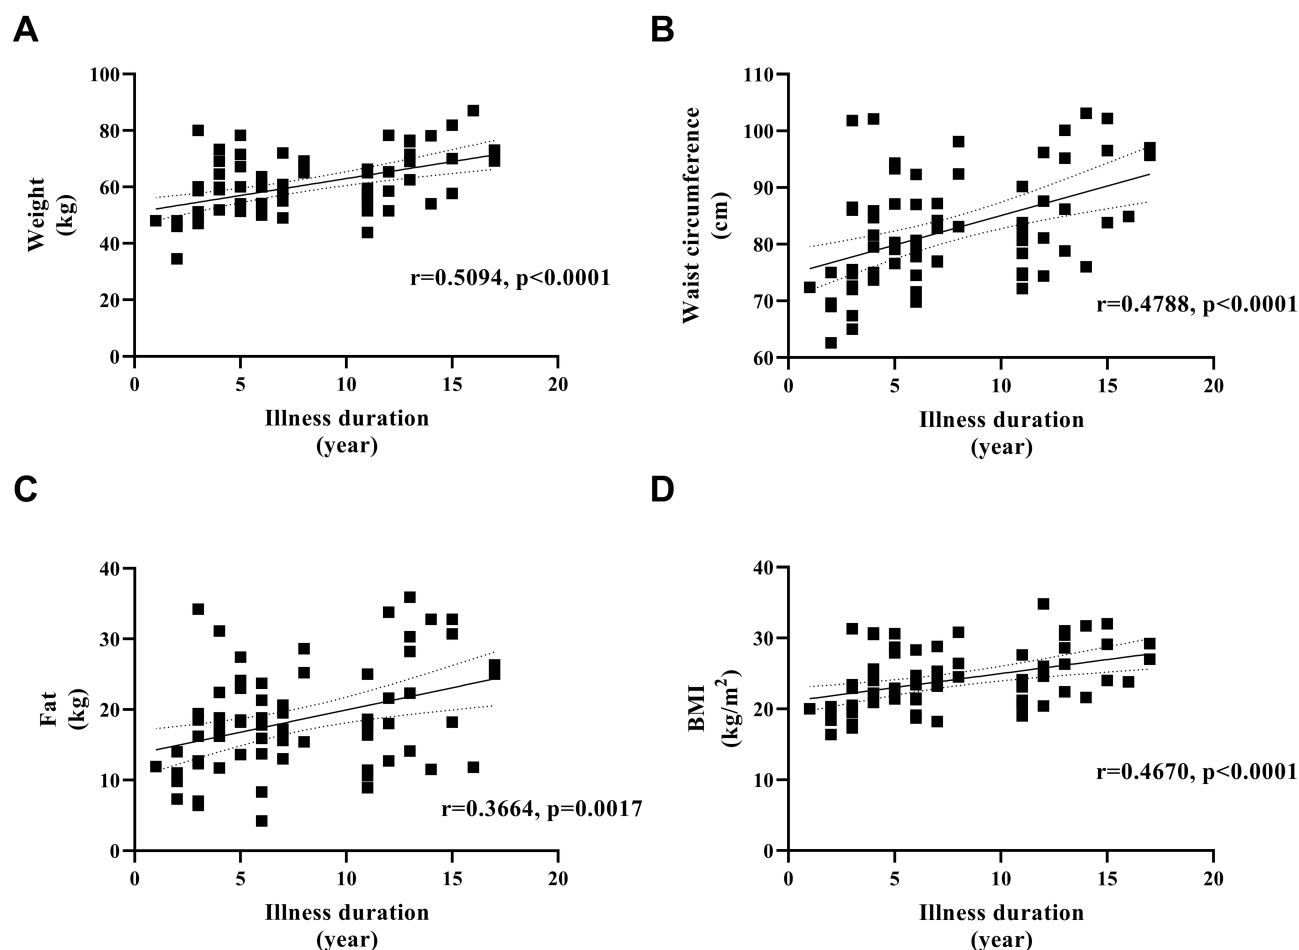 A
100
80
60
40
20
0
Weight
(kg)
r=0.5094, p<0.0001
0 5 10 15 20
Illness duration
(year)
B
110
100
90
80
70
60
Waist circumference
(cm)
r=0.4788, p<0.0001
0 5 10 15 20
Illness duration
(year)
C
40
30
20
10
0
Fat
(kg)
r=0.3664, p=0.0017
0 5 10 15 20
Illness duration
(year)
D
40
30
20
10
0
BMI
(kg/m²)
r=0.4670, p<0.0001
0 5 10 15 20
Illness duration
(year)